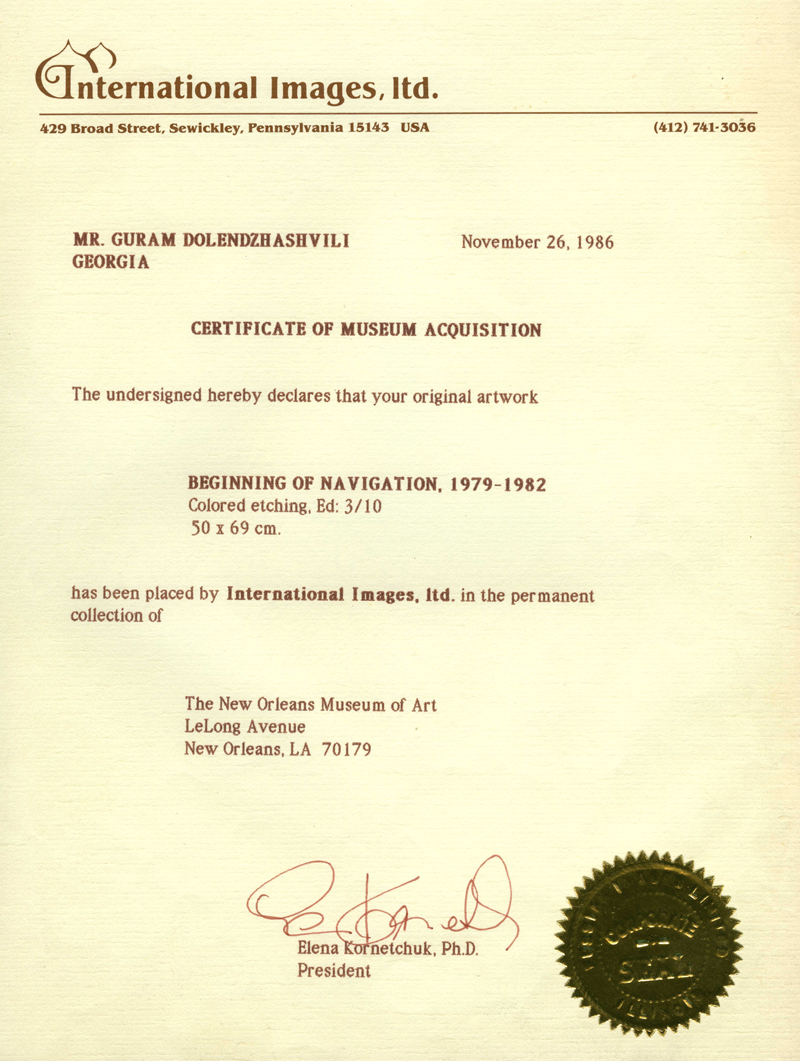 International Images, ltd.
429 Broad Street, Sewickley, Pennsylvania 15143 USA (412) 741-3036
MR. GURAM DOLENDZHASHVILI November 26, 1986
GEORGIA
CERTIFICATE OF MUSEUM ACQUISITION
The undersigned hereby declares that your original artwork
BEGINNING OF NAVIGATION, 1979-1982
Colored etching, Ed: 3/10
50 x 69 cm.
has been placed by International Images, ltd. in the permanent
collection of
The New Orleans Museum of Art
LeLong Avenue
New Orleans, LA 70179
Elena Kornetchuk, Ph.D.
President
CORPORATE
SEAL